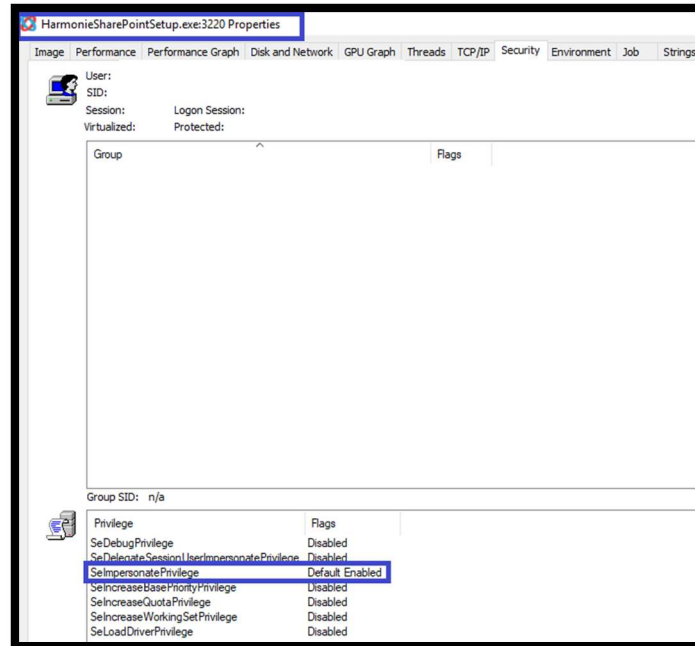 HarmonieSharePointSetup.exe:3220 Properties
Image Performance Performance Graph Disk and Network GPU Graph Threads TCP/IP Security Environment Job Strings
User:
SID:
Session: Logon Session:
Virtualized: Protected:
Group Flags
Group SID: n/a
Privilege Flags
SeDebugPrivilege Disabled
SeDelegateSessionUserImpersonatePrivilege Disabled
SeImpersonatePrivilege Default Enabled
SeIncreaseBasePriorityPrivilege Disabled
SeIncreaseQuotaPrivilege Disabled
SeIncreaseWorkingSetPrivilege Disabled
SeLoadDriverPrivilege Disabled